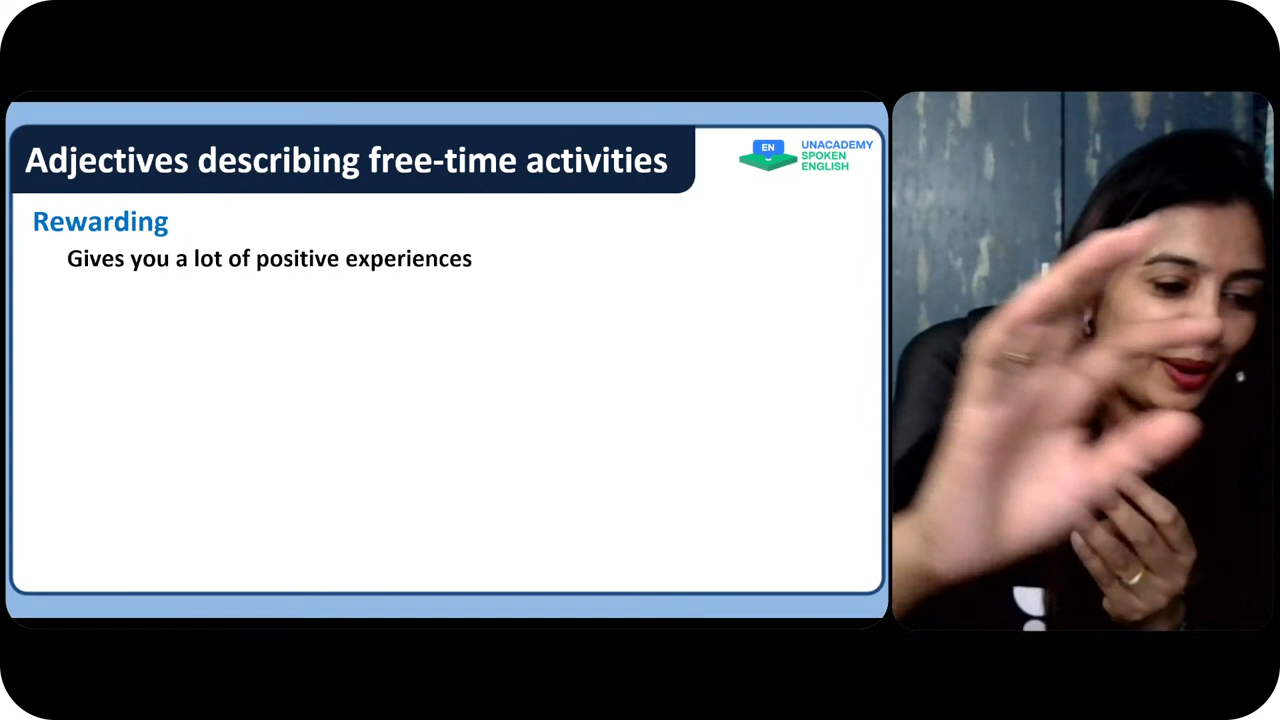 Adjectives describing free-time activities
EN
UNACADEMY
SPOKEN
ENGLISH
Rewarding
Gives you a lot of positive experiences